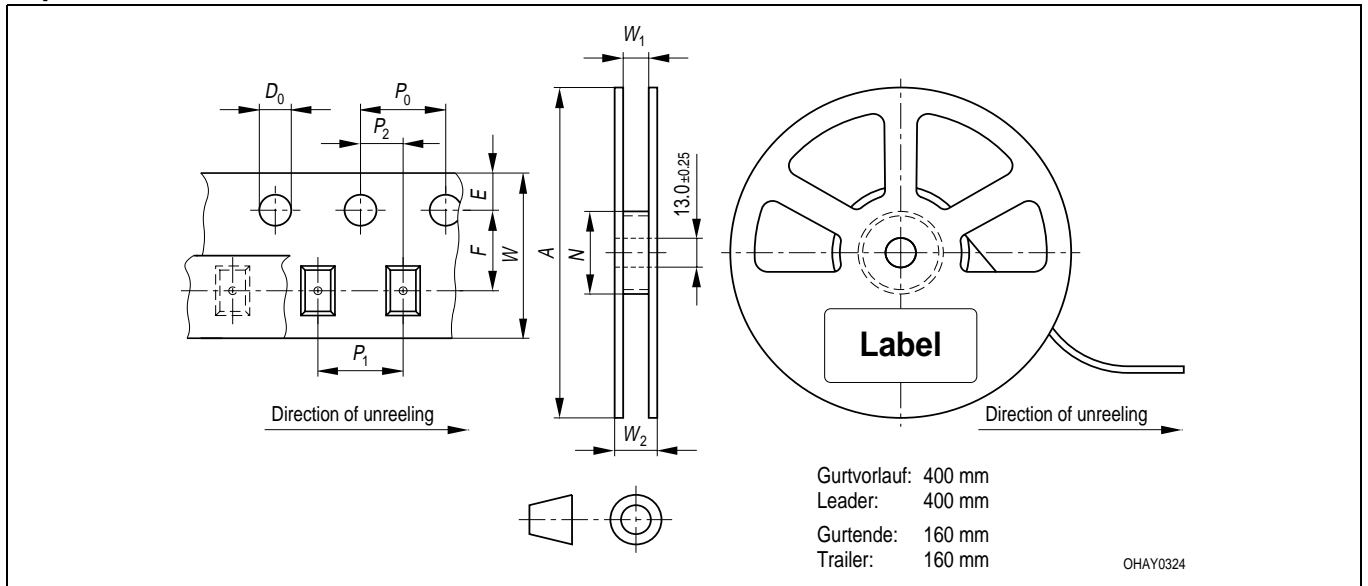 W1
D0
P0
P2
E
F
W
A
N
13.0 ±0.25
P1
W2
Label
Direction of unreeling
Direction of unreeling
Gurtvorlauf: 400 mm
Leader: 400 mm
Gurtende: 160 mm
Trailer: 160 mm
OHAY0324